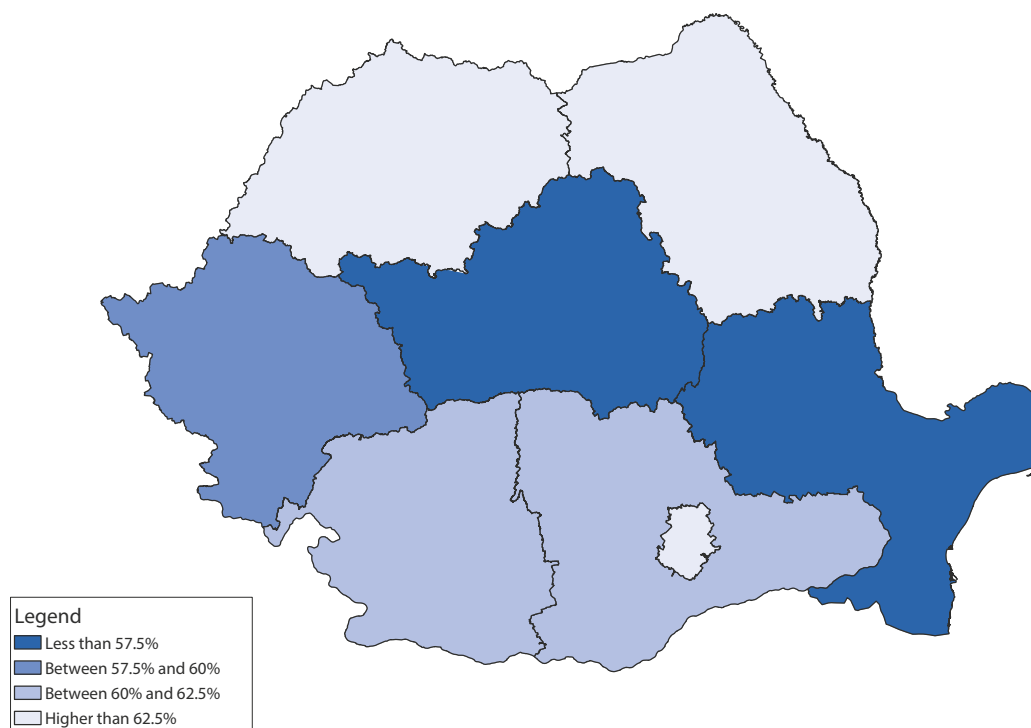 Legend
Less than 57.5%
Between 57.5% and 60%
Between 60% and 62.5%
Higher than 62.5%